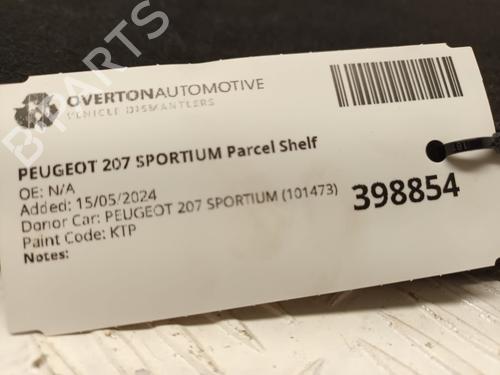 OVERTONAUTOMOTIVE
VEHICLE DISMANTLERS
PEUGEOT 207 SPORTIUM Parcel Shelf
OE: N/A
Added: 15/05/2024
Donor Car: PEUGEOT 207 SPORTIUM (101473)
Paint Code: KTP
Notes:
398854
B-PARTS